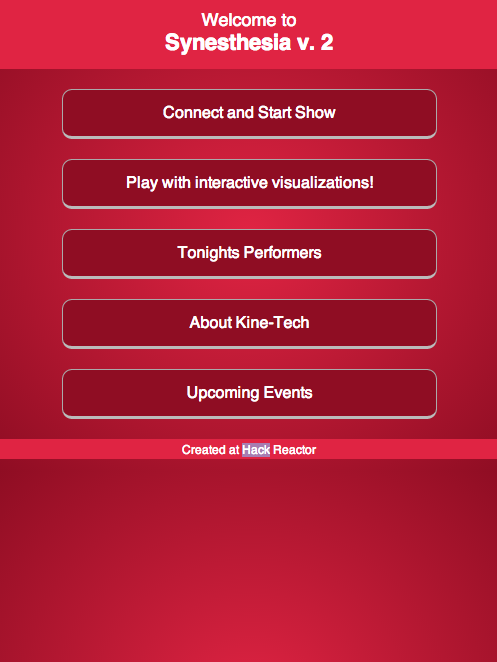 Welcome to
Synesthesia v. 2
Connect and Start Show
Play with interactive visualizations!
Tonights Performers
About Kine-Tech
Upcoming Events
Created at Hack Reactor